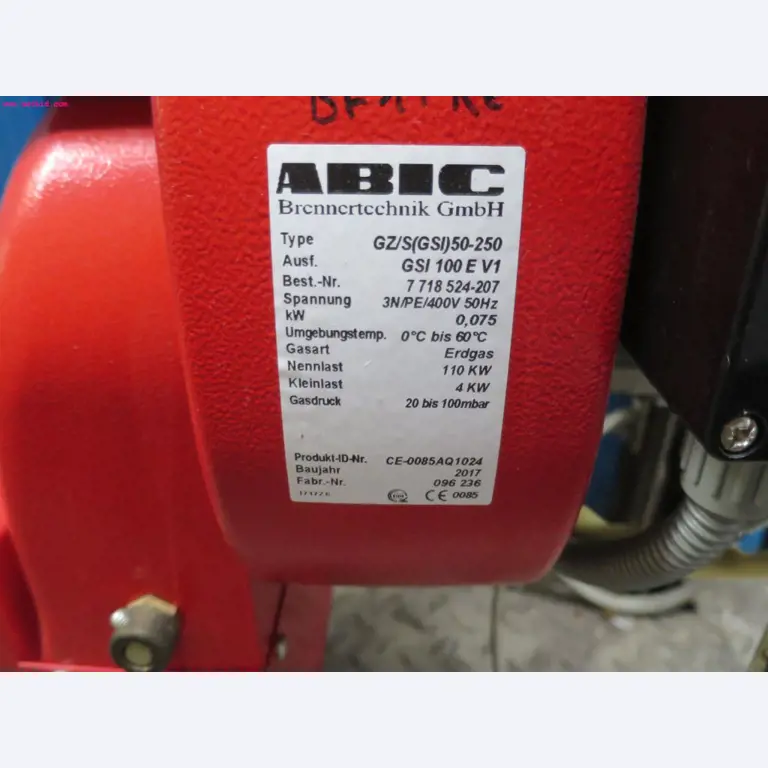 ABIC
Brennertechnik GmbH
Type GZ/S(GSI)50-250
Ausf. GSI 100 E V1
Best.-Nr. 7 718 524-207
Spannung 3N/PE/400V 50Hz
kW 0,075
Umgebungstemp. 0°C bis 60°C
Gasart Erdgas
Nennlast 110 KW
Kleinlast 4 KW
Gasdruck 20 bis 100mbar
Produkt-ID-Nr. CE-0085AQ1024
Baujahr 2017
Fabr.-Nr. 096 236
CE 0085